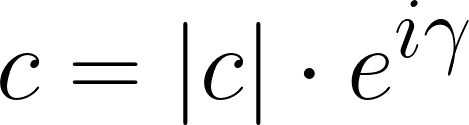 c = |c| · e^{iγ}